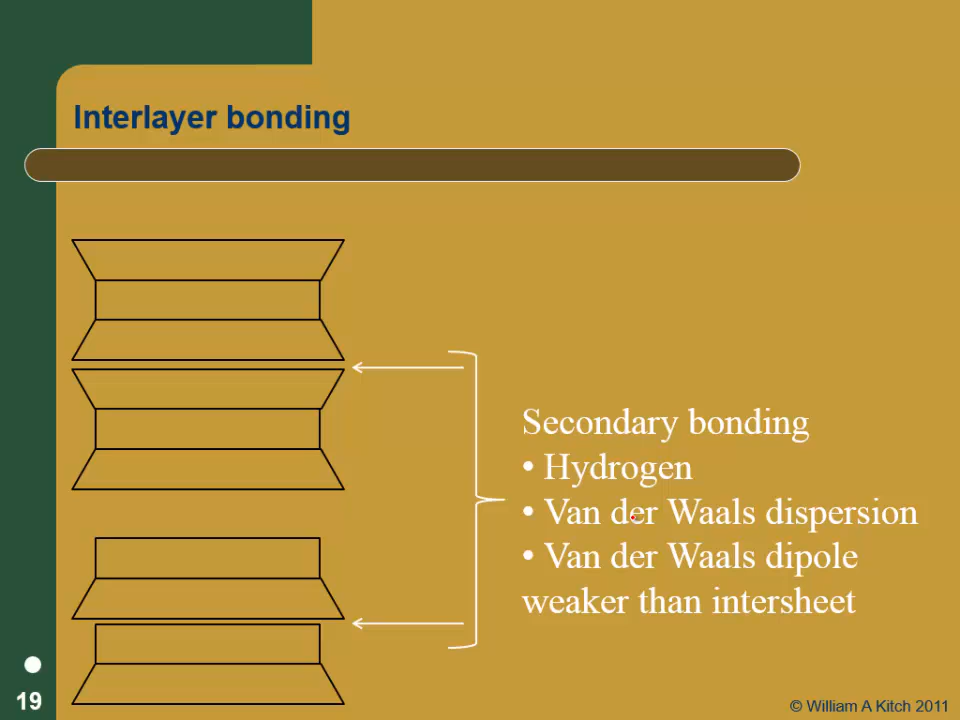 Interlayer bonding
Secondary bonding
• Hydrogen
• Van der Waals dispersion
• Van der Waals dipole
weaker than intersheet
19
© William A Kitch 2011